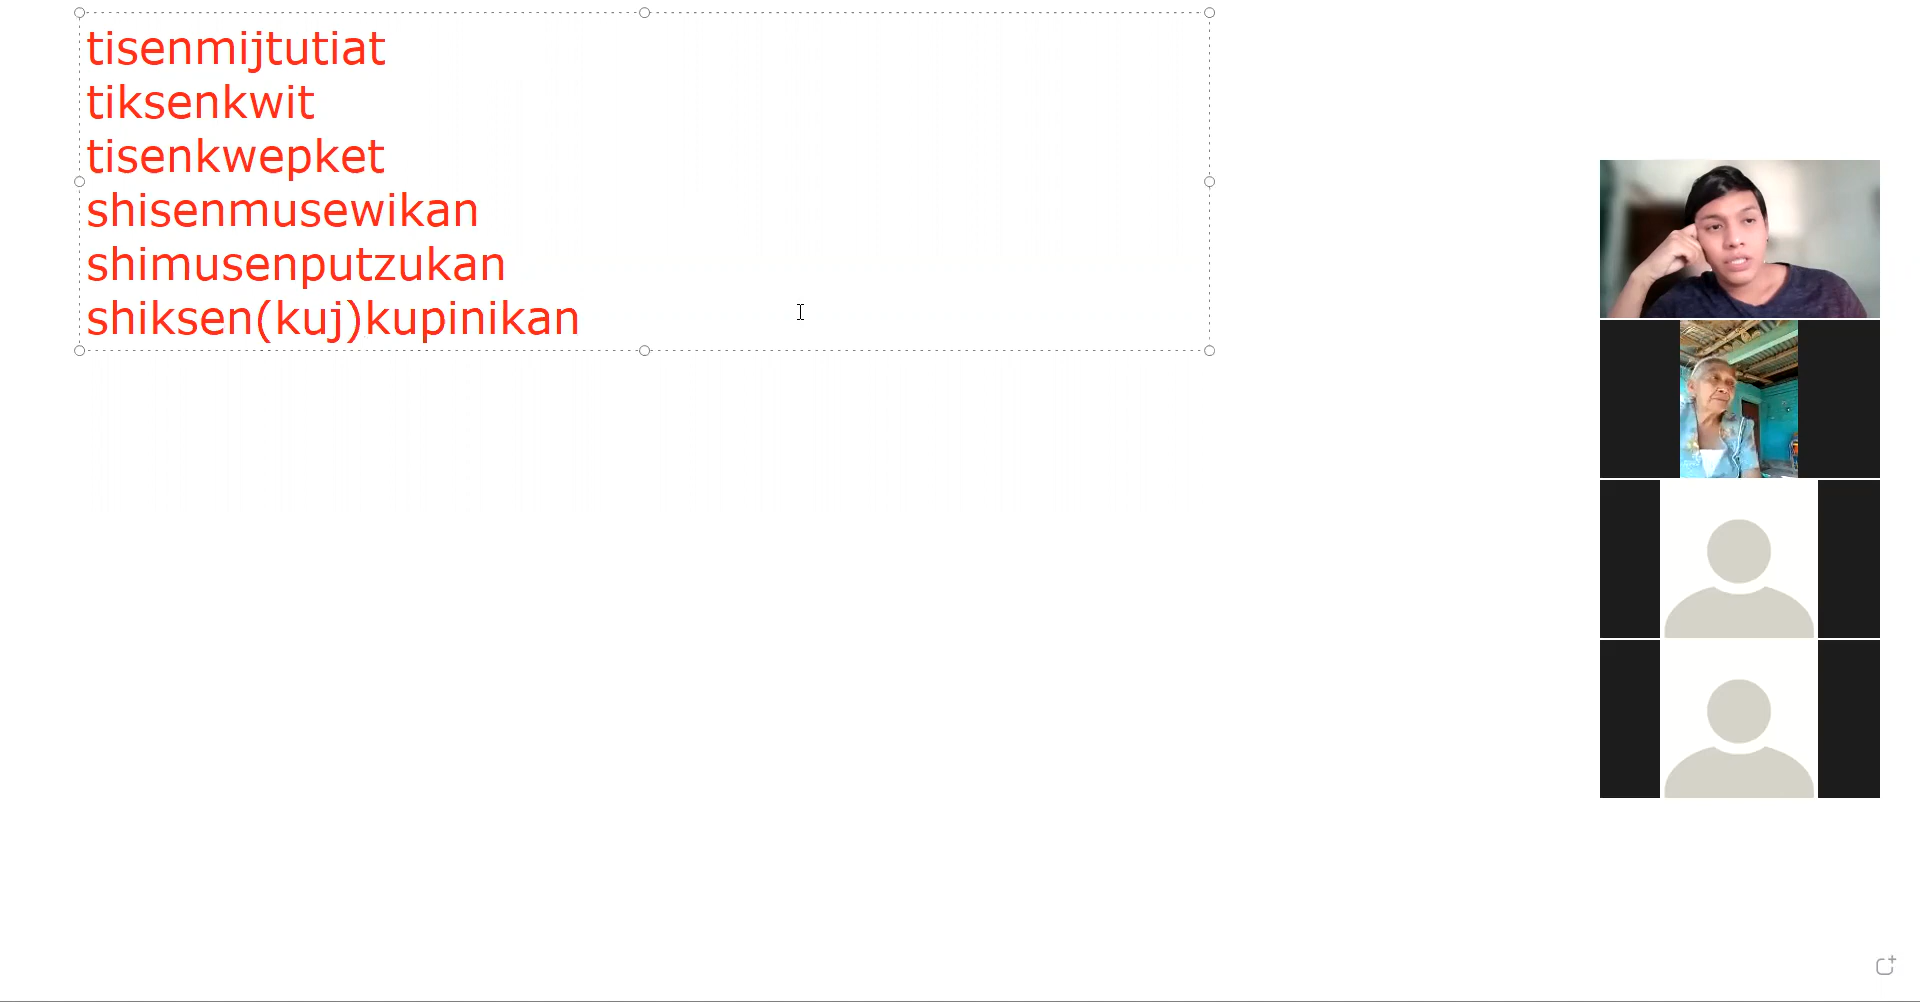 tisenmijtutiat
tiksenkwit
tisenkwepket
shisenmusewikan
shimusenputzukan
shiksen(kuj)kupinikan